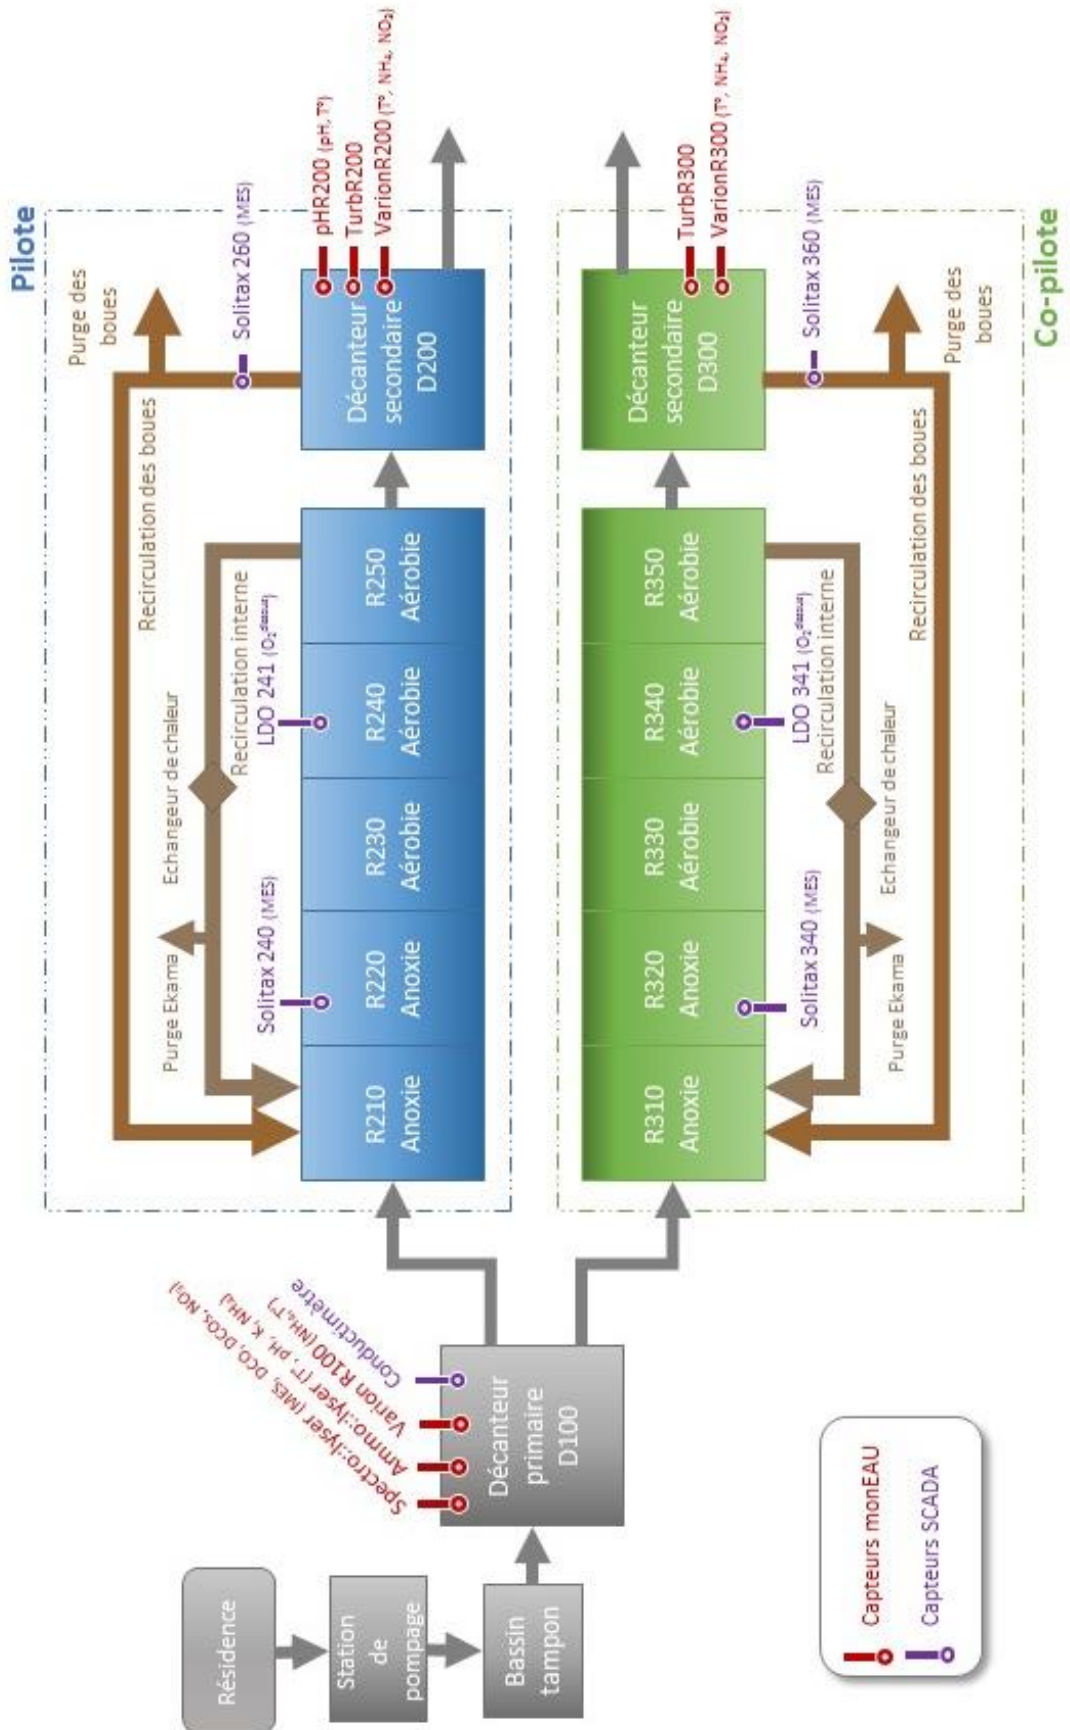 Résidence
Station
de
pompage
Bassin
tampon
Décanteur
primaire
D100
Spectro::lyser (MES, DCO, DCOs, NO₃)
Ammo::lyser (T°, pH, K, NH₄)
Varion R100 (NH₄, T°)
Conductimètre
Pilote
R210
Anoxie
R220
Anoxie
R230
Aérobie
R240
Aérobie
R250
Aérobie
Décanteur
secondaire
D200
Solitax 240 (MES)
LDO 241 (O₂ dissout)
Solitax 260 (MES)
Purge Ekama
Echangeur de chaleur
Recirculation interne
Recirculation des boues
Purge des
boues
pHR200 (pH, T°)
TurbR200
VarionR200 (T°, NH₄, NO₃)
Co-pilote
R310
Anoxie
R320
Anoxie
R330
Aérobie
R340
Aérobie
R350
Aérobie
Décanteur
secondaire
D300
TurbR300
VarionR300 (T°, NH₄, NO₃)
Solitax 340 (MES)
LDO 341 (O₂ dissout)
Solitax 360 (MES)
Recirculation interne
Purge Ekama
Echangeur de chaleur
Recirculation des boues
Purge des
boues
Capteurs monEAU
Capteurs SCADA